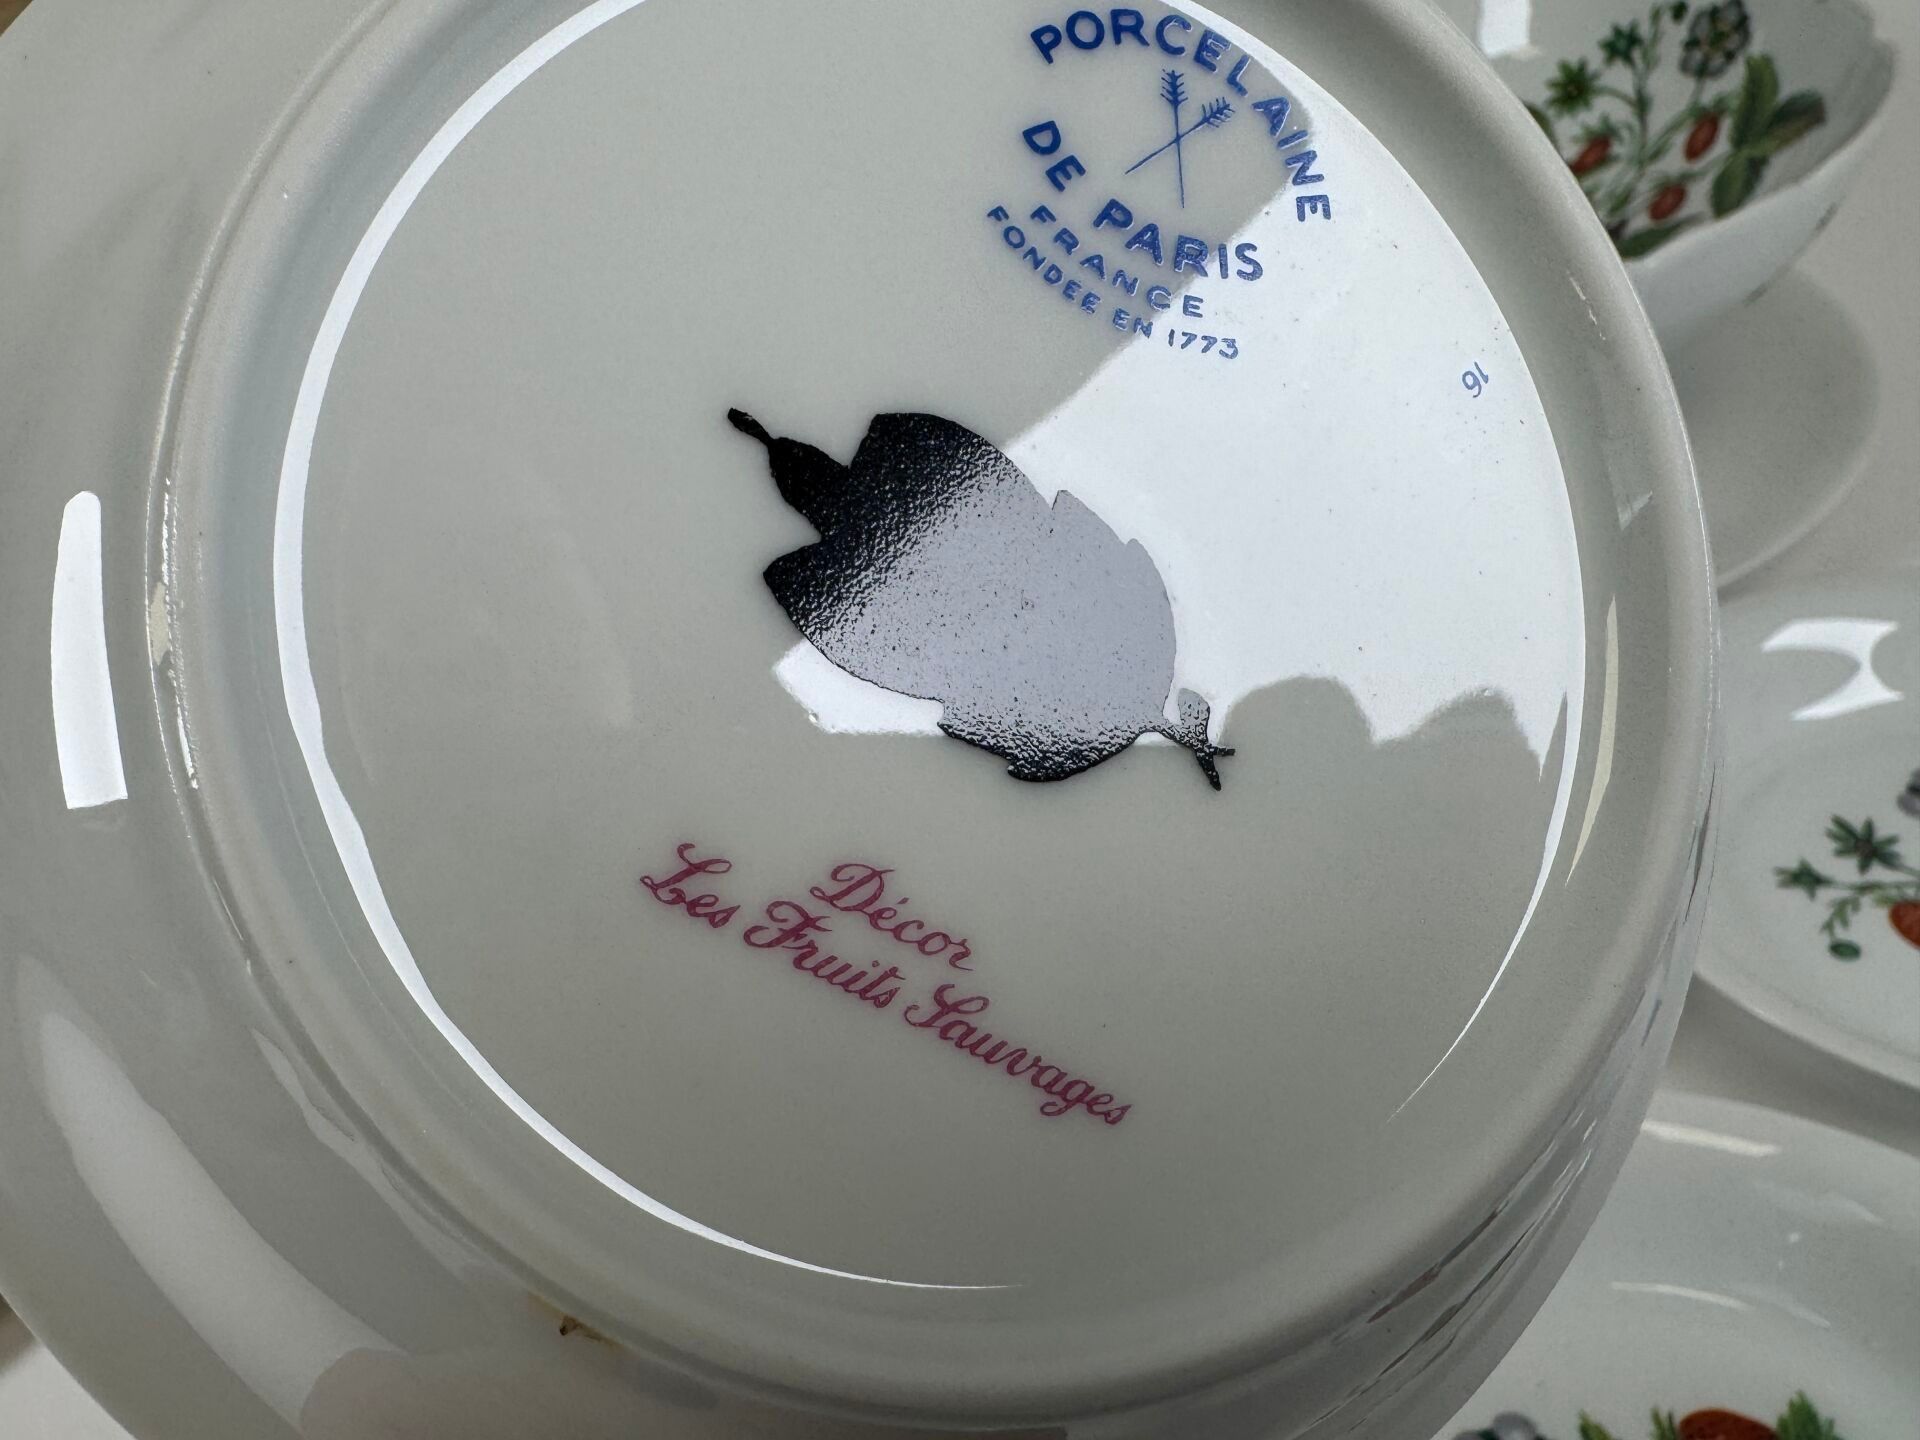 PORCELAINE
DE PARIS
FRANCE
FONDEE EN 1773
16
Décor
Les Fruits Sauvages